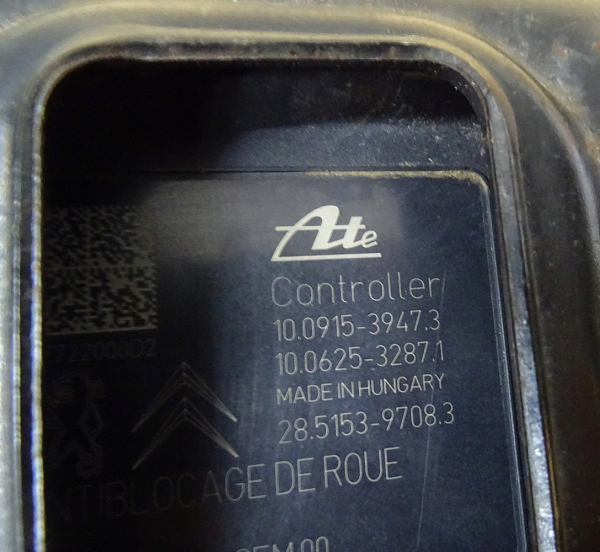 Ate
Controller
10.0915-3947.3
10.0625-3287.1
MADE IN HUNGARY
28.5153-9708.3
NTIBLOCAGE DE ROUE